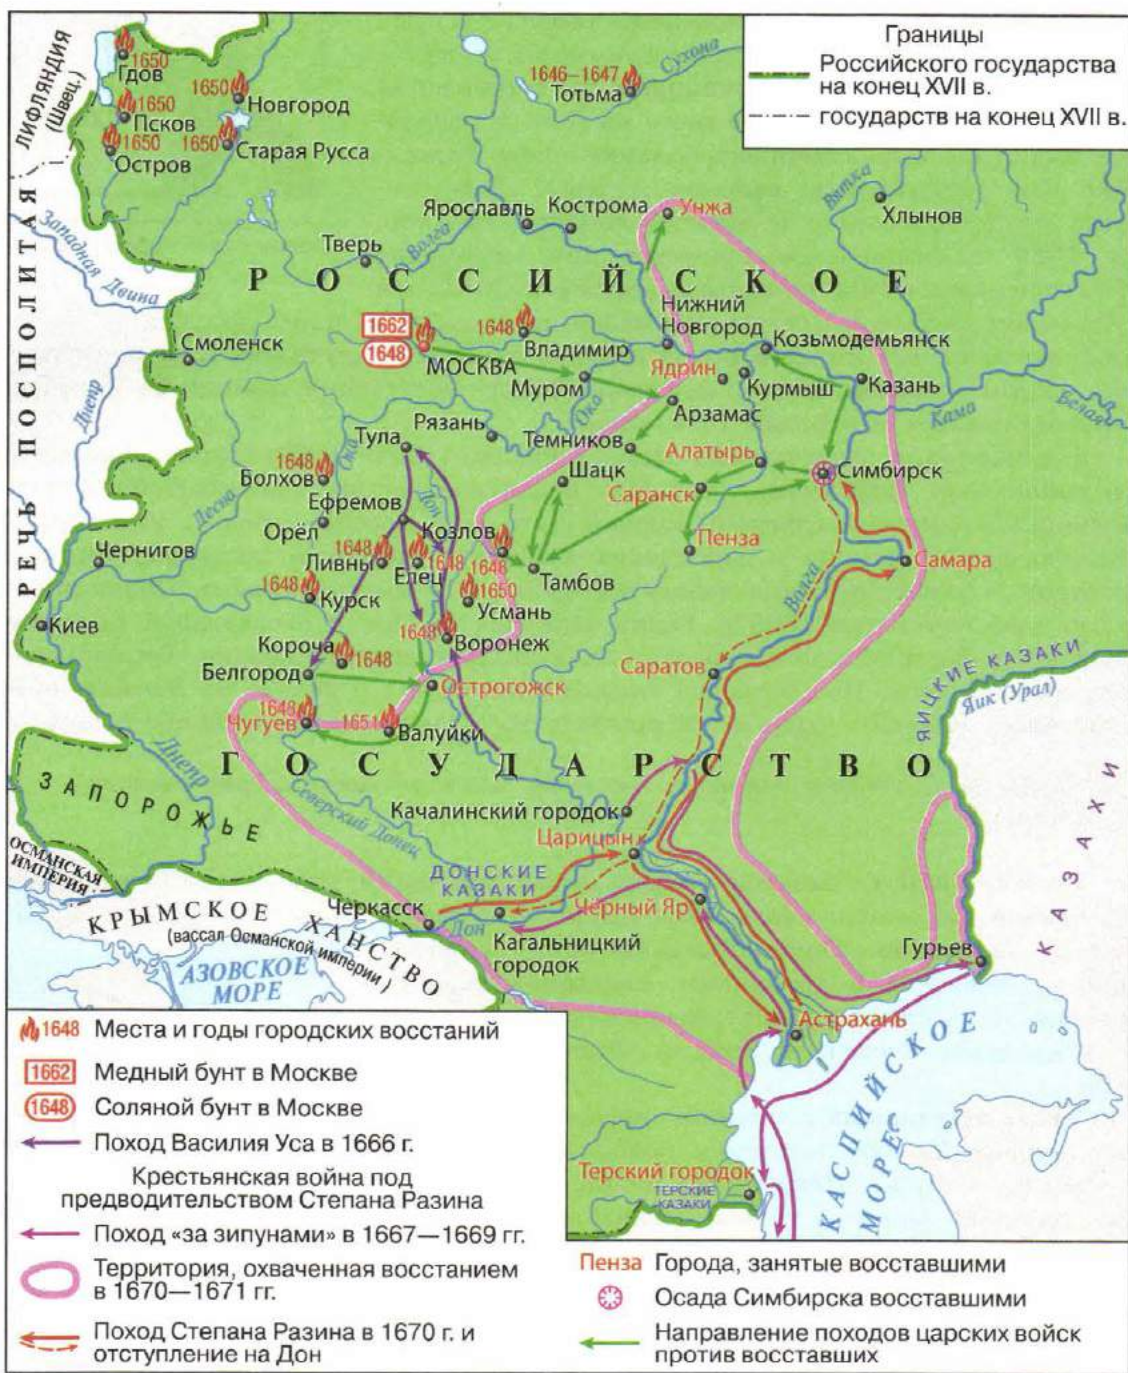 Границы
Российского государства
на конец XVII в.
государств на конец XVII в.
ЛИФЛЯНДИЯ
(Швец.)
1650
Гдов
1650
Псков
1650
Остров
1650
Новгород
1650
Старая Русса
1646–1647
Тотьма
Сухона
Вятка
Хлынов
РЕЧЬ ПОСПОЛИТАЯ
Западная Двина
Ярославль
Кострома
Унжа
Тверь
Волга
РОССИЙСКОЕ
Нижний
Новгород
Козьмодемьянск
1662
1648
МОСКВА
1648
Владимир
Смоленск
Муром
Ядрин
Курмыш
Казань
Арзамас
Кама
Белая
Днепр
Ока
Рязань
Тула
Темников
Алатырь
Симбирск
Ока
1648
Болхов
Шацк
Саранск
Десна
Ефремов
Дон
Орёл
Козлов
1648
Пенза
Чернигов
1648
Ливны
Елец
1648
Тамбов
Самара
1648
Курск
1650
Усмань
Волга
Киев
Короча
1648
1648
Воронеж
Белгород
Острогожск
Саратов
ЯИЦКИЕ КАЗАКИ
Яик (Урал)
1648
Чугуев
1651
Валуйки
ГОСУДАРСТВО
Днепр
ЗАПОРОЖЬЕ
Северский Донец
Качалинский городок
Царицын
КАЗАХИ
ОСМАНСКАЯ
ИМПЕРИЯ
ДОНСКИЕ
КАЗАКИ
Черкасск
Дон
Чёрный Яр
Кагальницкий
городок
Гурьев
КРЫМСКОЕ ХАНСТВО
(вассал Османской империи)
АЗОВСКОЕ
МОРЕ
Астрахань
КАСПИЙСКОЕ
МОРЕ
Терский городок
ТЕРСКИЕ
КАЗАКИ
1648 Места и годы городских восстаний
1662 Медный бунт в Москве
1648 Соляной бунт в Москве
Поход Василия Уса в 1666 г.
Крестьянская война под
предводительством Степана Разина
Поход «за зипунами» в 1667—1669 гг.
Территория, охваченная восстанием
в 1670—1671 гг.
Поход Степана Разина в 1670 г. и
отступление на Дон
Пенза Города, занятые восставшими
Осада Симбирска восставшими
Направление походов царских войск
против восставших